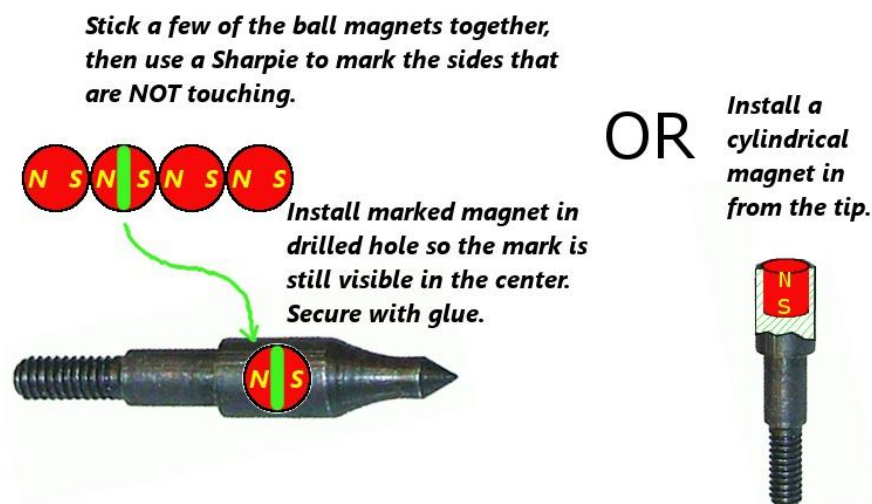 Stick a few of the ball magnets together,
then use a Sharpie to mark the sides that
are NOT touching.
N S N S N S N S
Install marked magnet in
drilled hole so the mark is
still visible in the center.
Secure with glue.
N S
OR
Install a
cylindrical
magnet in
from the tip.
N
S